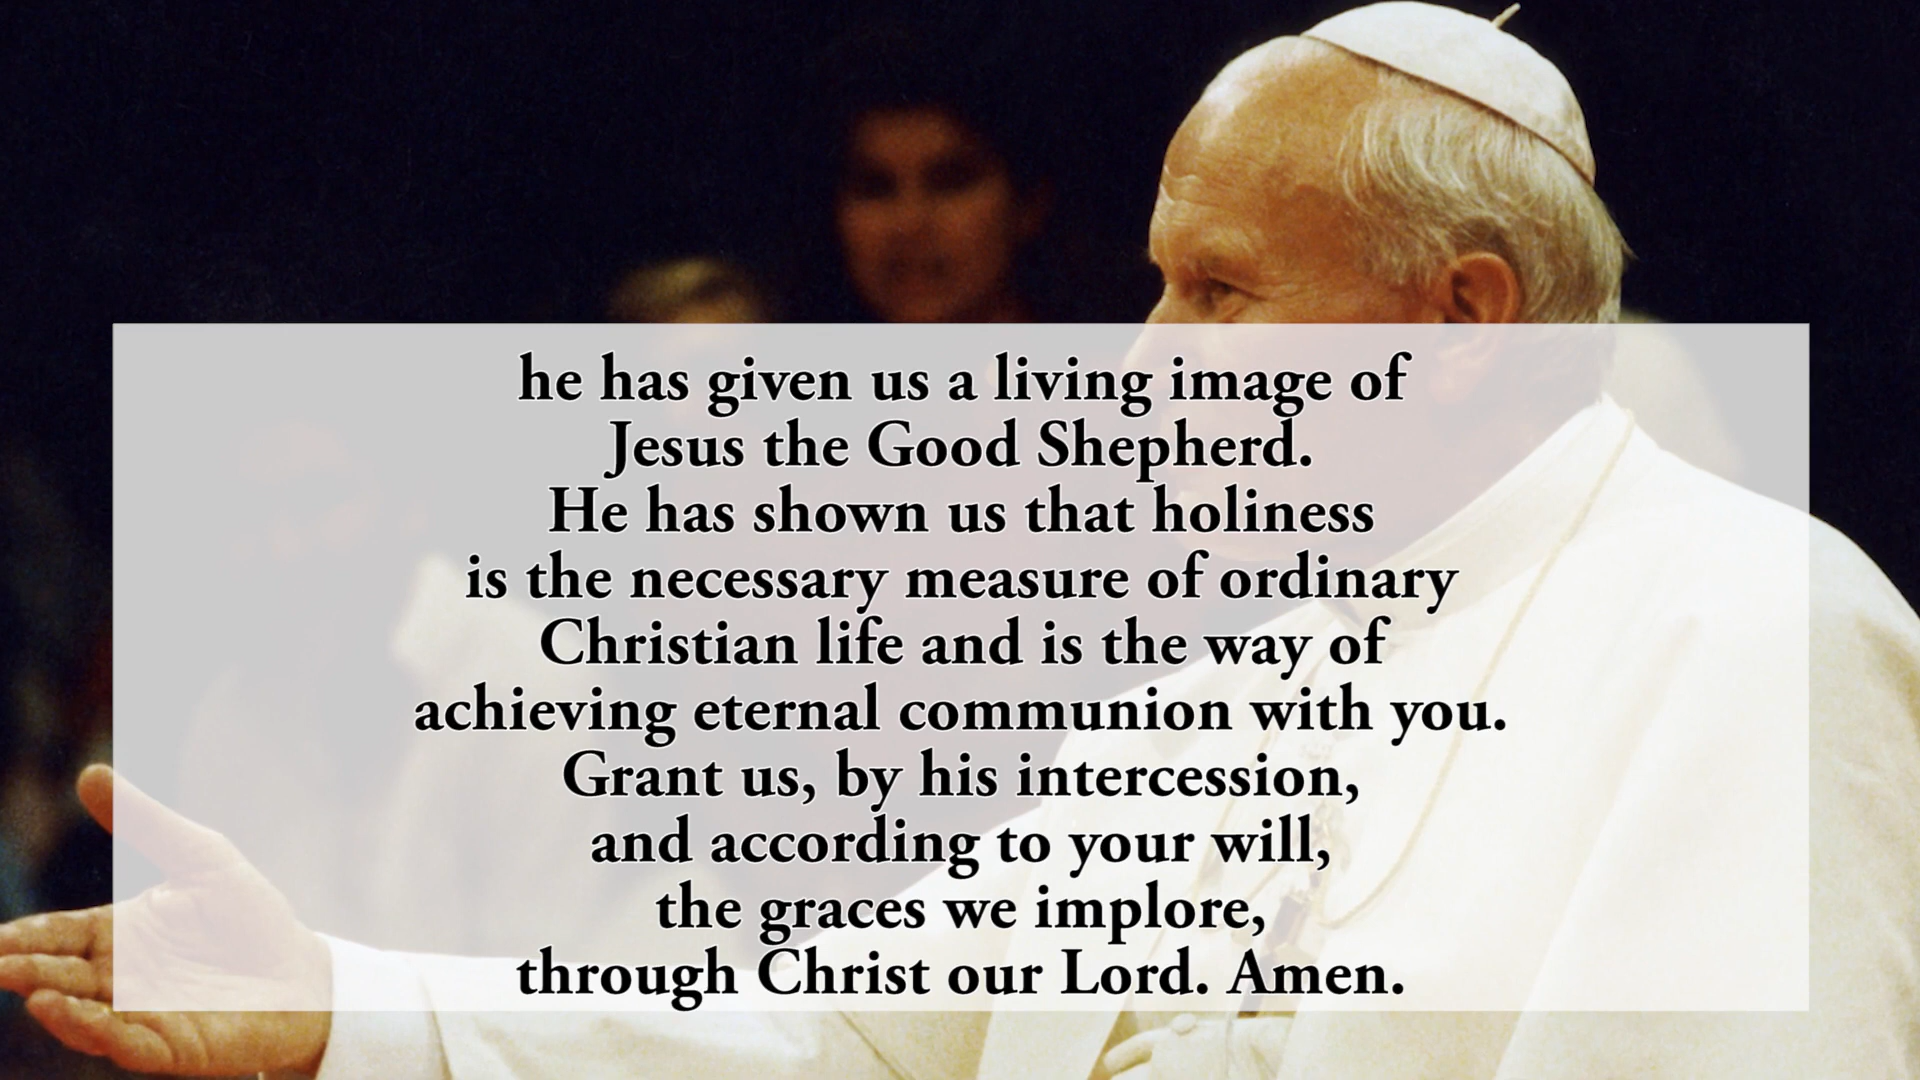 he has given us a living image of
Jesus the Good Shepherd.
He has shown us that holiness
is the necessary measure of ordinary
Christian life and is the way of
achieving eternal communion with you.
Grant us, by his intercession,
and according to your will,
the graces we implore,
through Christ our Lord. Amen.